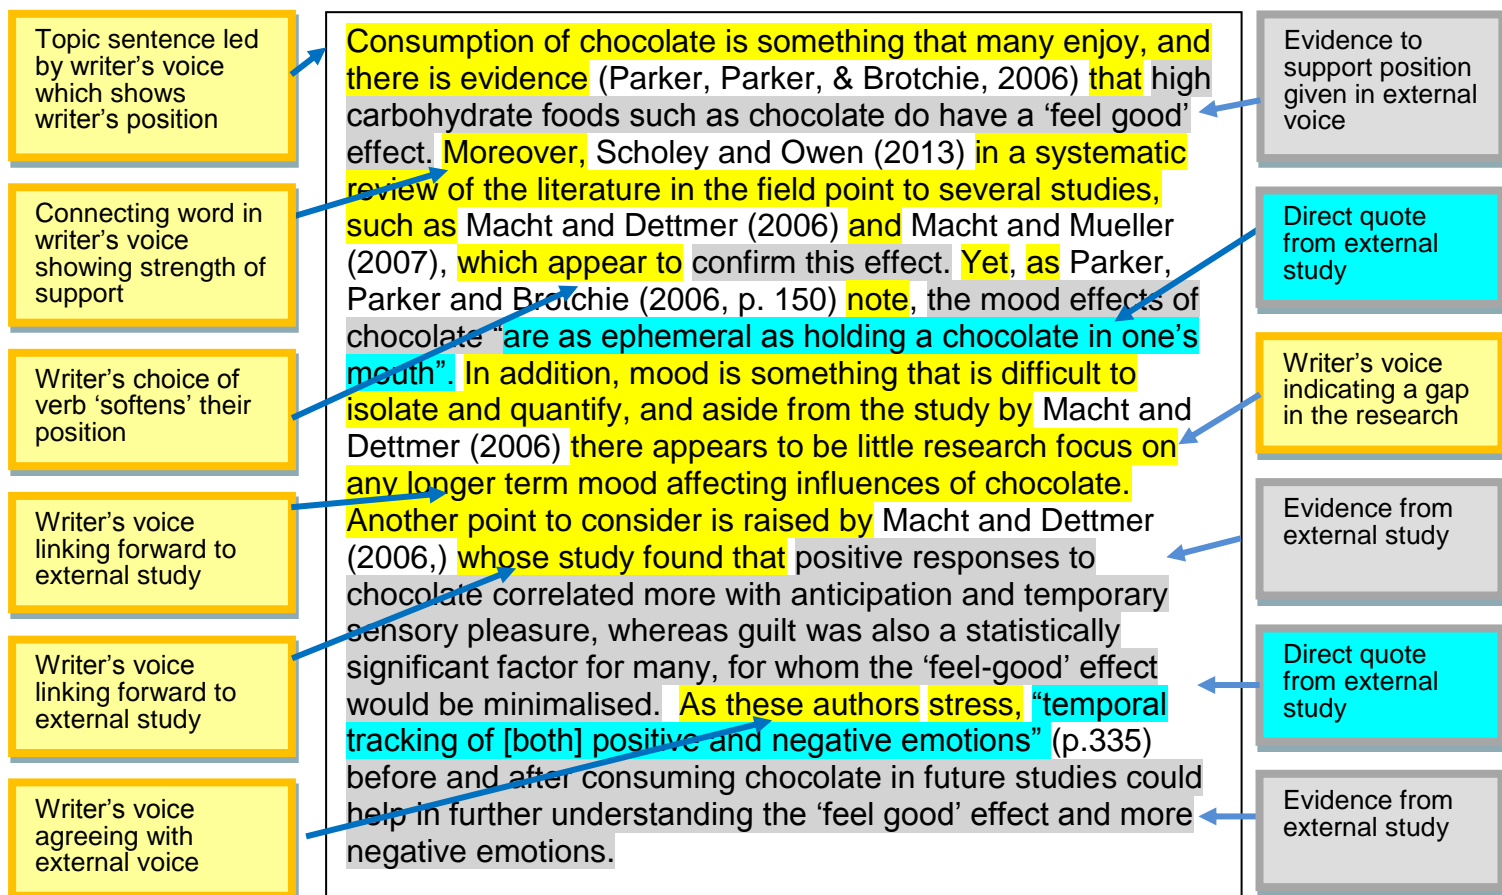 Topic sentence led
by writer's voice
which shows
writer's position
Connecting word in
writer's voice
showing strength of
support
Writer's choice of
verb 'softens' their
position
Writer's voice
linking forward to
external study
Writer's voice
linking forward to
external study
Writer's voice
agreeing with
external voice
Consumption of chocolate is something that many enjoy, and
there is evidence (Parker, Parker, & Brotchie, 2006) that high
carbohydrate foods such as chocolate do have a 'feel good'
effect. Moreover, Scholey and Owen (2013) in a systematic
review of the literature in the field point to several studies,
such as Macht and Dettmer (2006) and Macht and Mueller
(2007), which appear to confirm this effect. Yet, as Parker,
Parker and Brotchie (2006, p. 150) note, the mood effects of
chocolate “are as ephemeral as holding a chocolate in one's
mouth”. In addition, mood is something that is difficult to
isolate and quantify, and aside from the study by Macht and
Dettmer (2006) there appears to be little research focus on
any longer term mood affecting influences of chocolate.
Another point to consider is raised by Macht and Dettmer
(2006,) whose study found that positive responses to
chocolate correlated more with anticipation and temporary
sensory pleasure, whereas guilt was also a statistically
significant factor for many, for whom the 'feel-good' effect
would be minimalised. As these authors stress, “temporal
tracking of [both] positive and negative emotions” (p.335)
before and after consuming chocolate in future studies could
help in further understanding the 'feel good' effect and more
negative emotions.
Evidence to
support position
given in external
voice
Direct quote
from external
study
Writer's voice
indicating a gap
in the research
Evidence from
external study
Direct quote
from external
study
Evidence from
external study